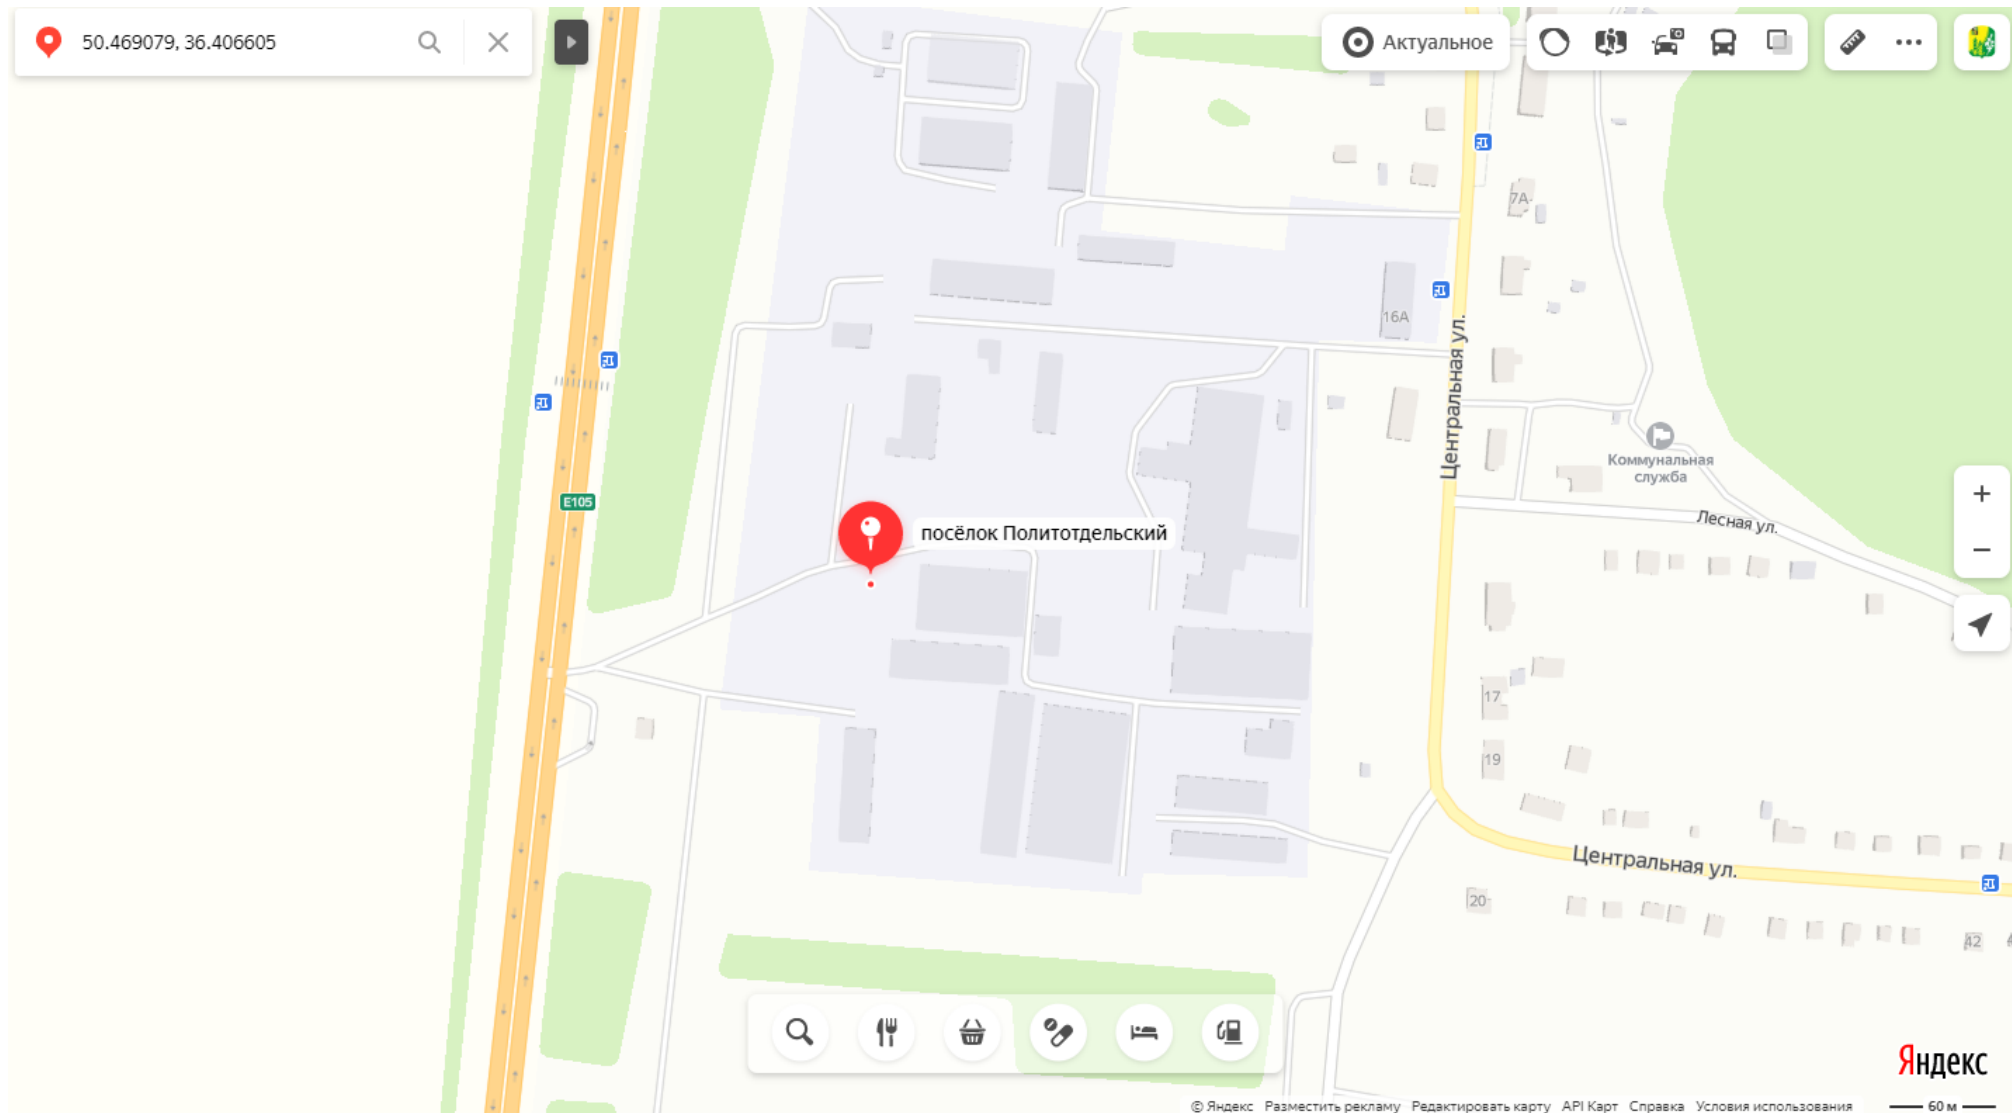 50.469079, 36.406605
Актуальное
7А
16А
Центральная ул.
E105
Коммунальная
служба
Лесная ул.
посёлок Политотдельский
17
19
Центральная ул.
20
42
Яндекс
© Яндекс Разместить рекламу Редактировать карту API Карт Справка Условия использования 60 м